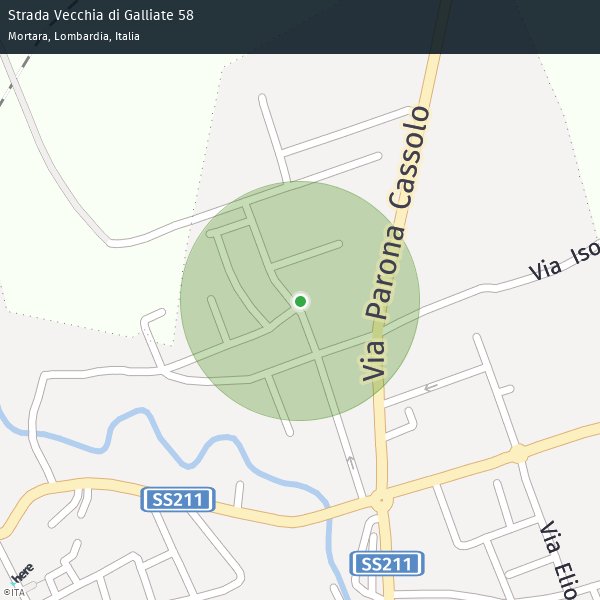 Strada Vecchia di Galliate 58
Mortara, Lombardia, Italia
Via Parona Cassolo
Via Iso
SS211
SS211
Via Elio
here
©ITA